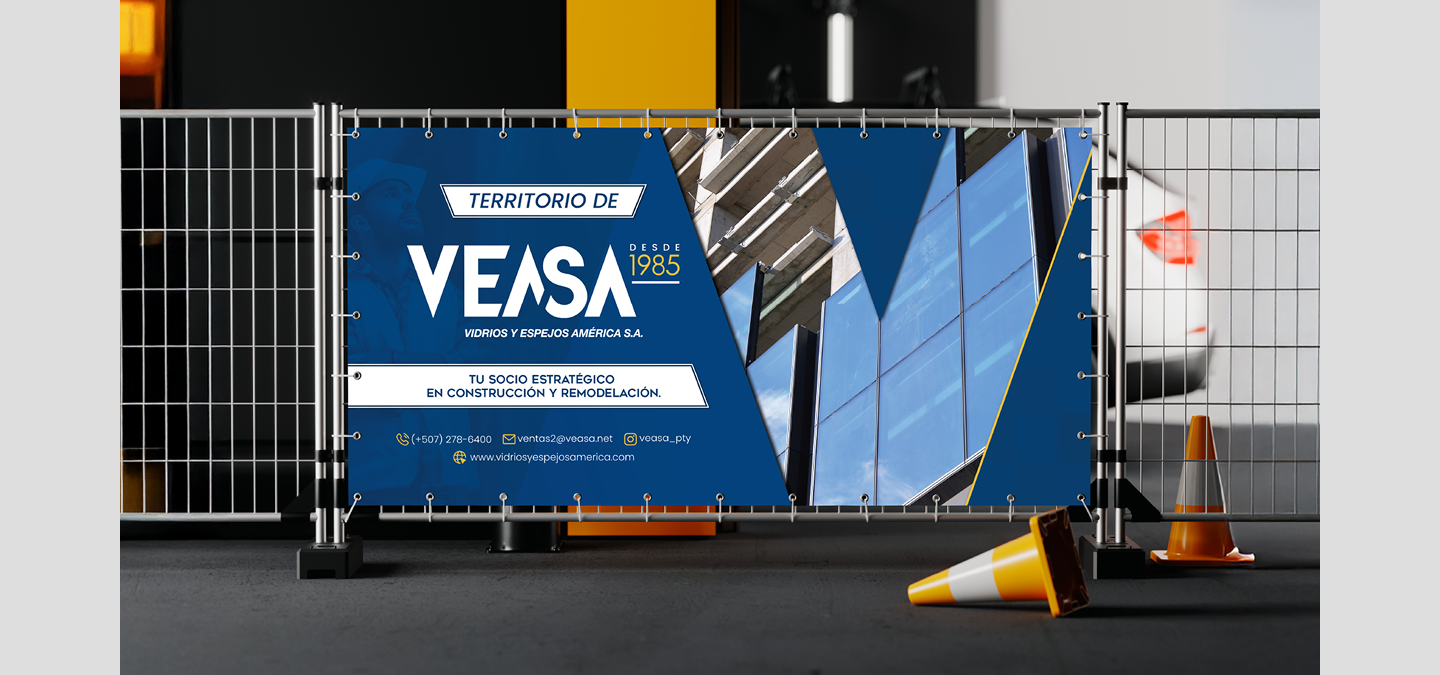 TERRITORIO DE
VEASA
DESDE
1985
VIDRIOS Y ESPEJOS AMÉRICA S.A.
TU SOCIO ESTRATÉGICO
EN CONSTRUCCIÓN Y REMODELACIÓN.
(+507) 278-6400 ventas2@veasa.net veasa_pty
www.vidriosyespejosamerica.com